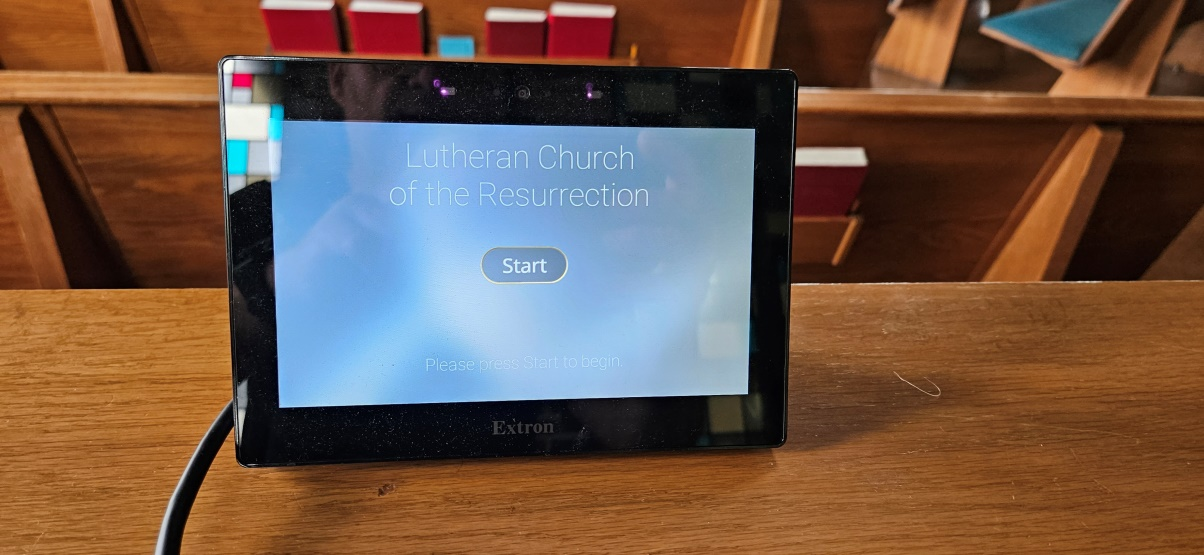 Lutheran Church
of the Resurrection
Start
Please press Start to begin.
Extron